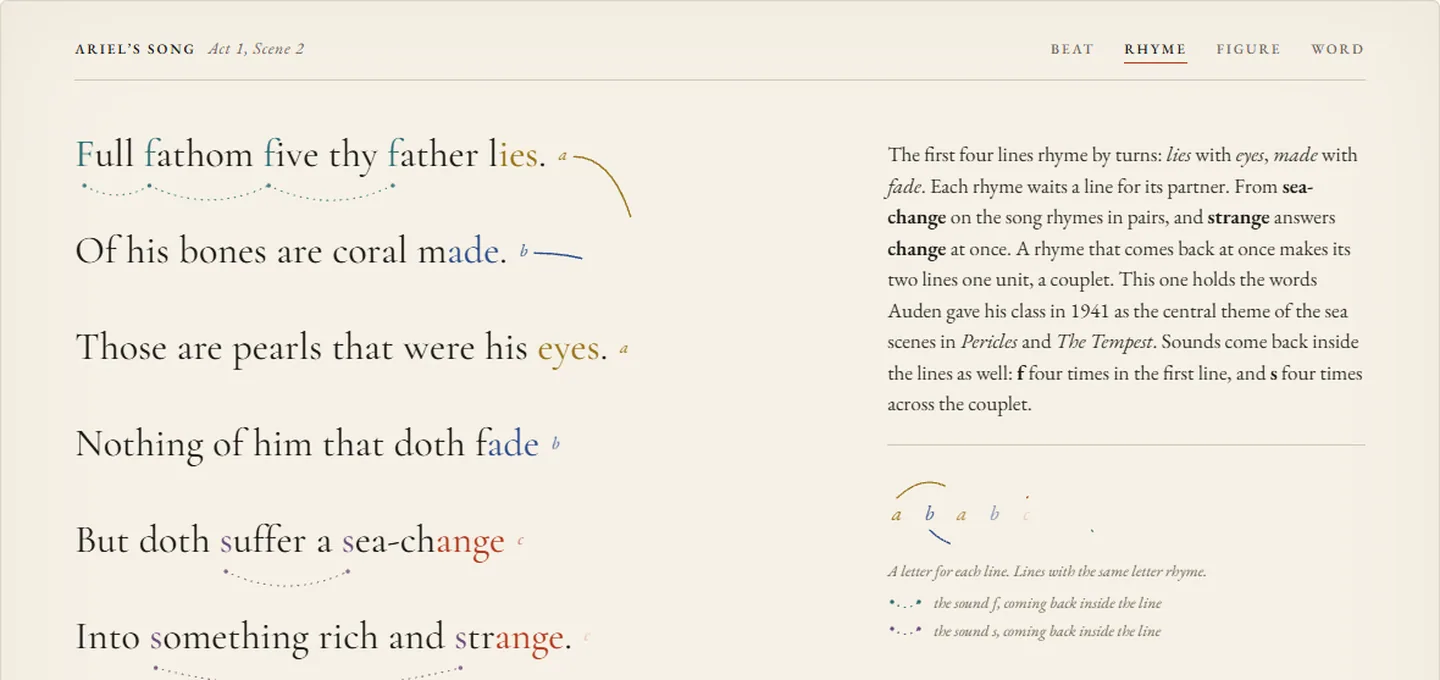 ARIEL’S SONG Act 1, Scene 2
BEAT RHYME FIGURE WORD
Full fathom five thy father lies. a
Of his bones are coral made. b
Those are pearls that were his eyes. a
Nothing of him that doth fade b
But doth suffer a sea-change c
Into something rich and strange. c
The first four lines rhyme by turns: lies with eyes, made with
fade. Each rhyme waits a line for its partner. From sea-
change on the song rhymes in pairs, and strange answers
change at once. A rhyme that comes back at once makes its
two lines one unit, a couplet. This one holds the words
Auden gave his class in 1941 as the central theme of the sea
scenes in Pericles and The Tempest. Sounds come back inside
the lines as well: f four times in the first line, and s four times
across the couplet.
a b a b c
A letter for each line. Lines with the same letter rhyme.
the sound f, coming back inside the line
the sound s, coming back inside the line